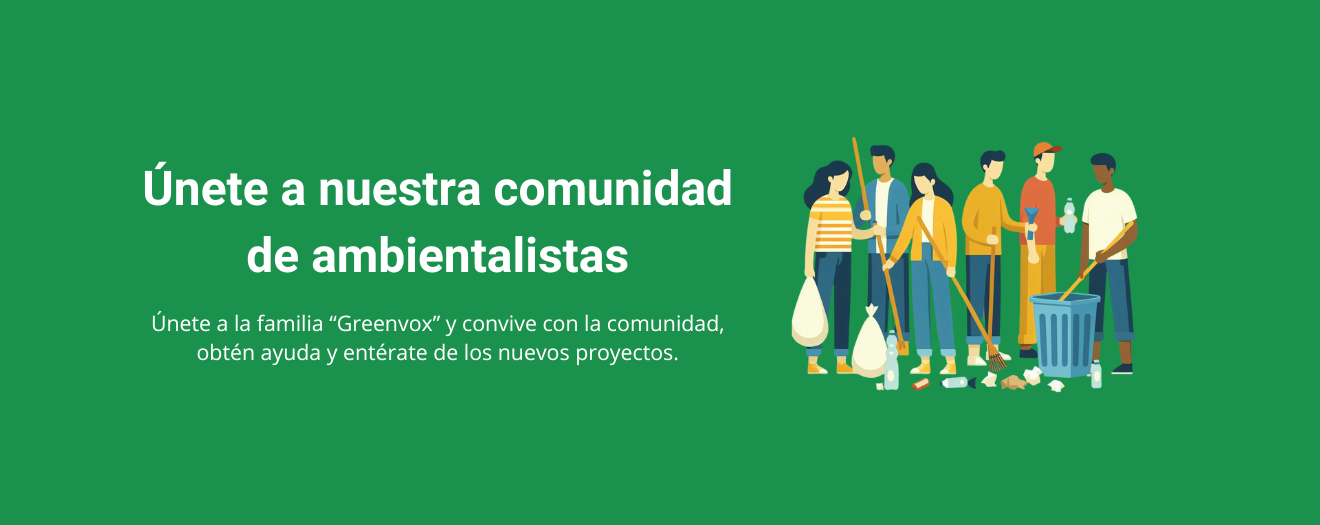 Únete a nuestra comunidad
de ambientalistas
Únete a la familia “Greenvox” y convive con la comunidad,
obtén ayuda y entérate de los nuevos proyectos.